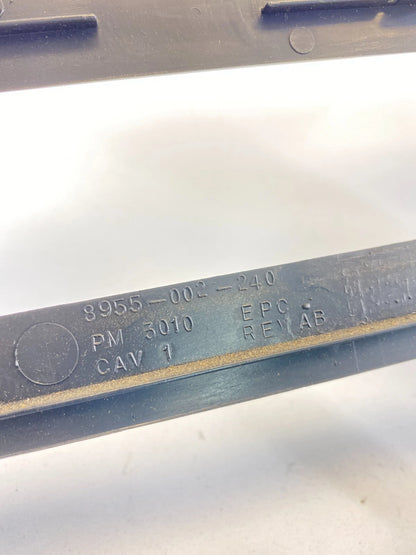 8955-002-240
PM 3010 EPC
CAV 1 REV AB